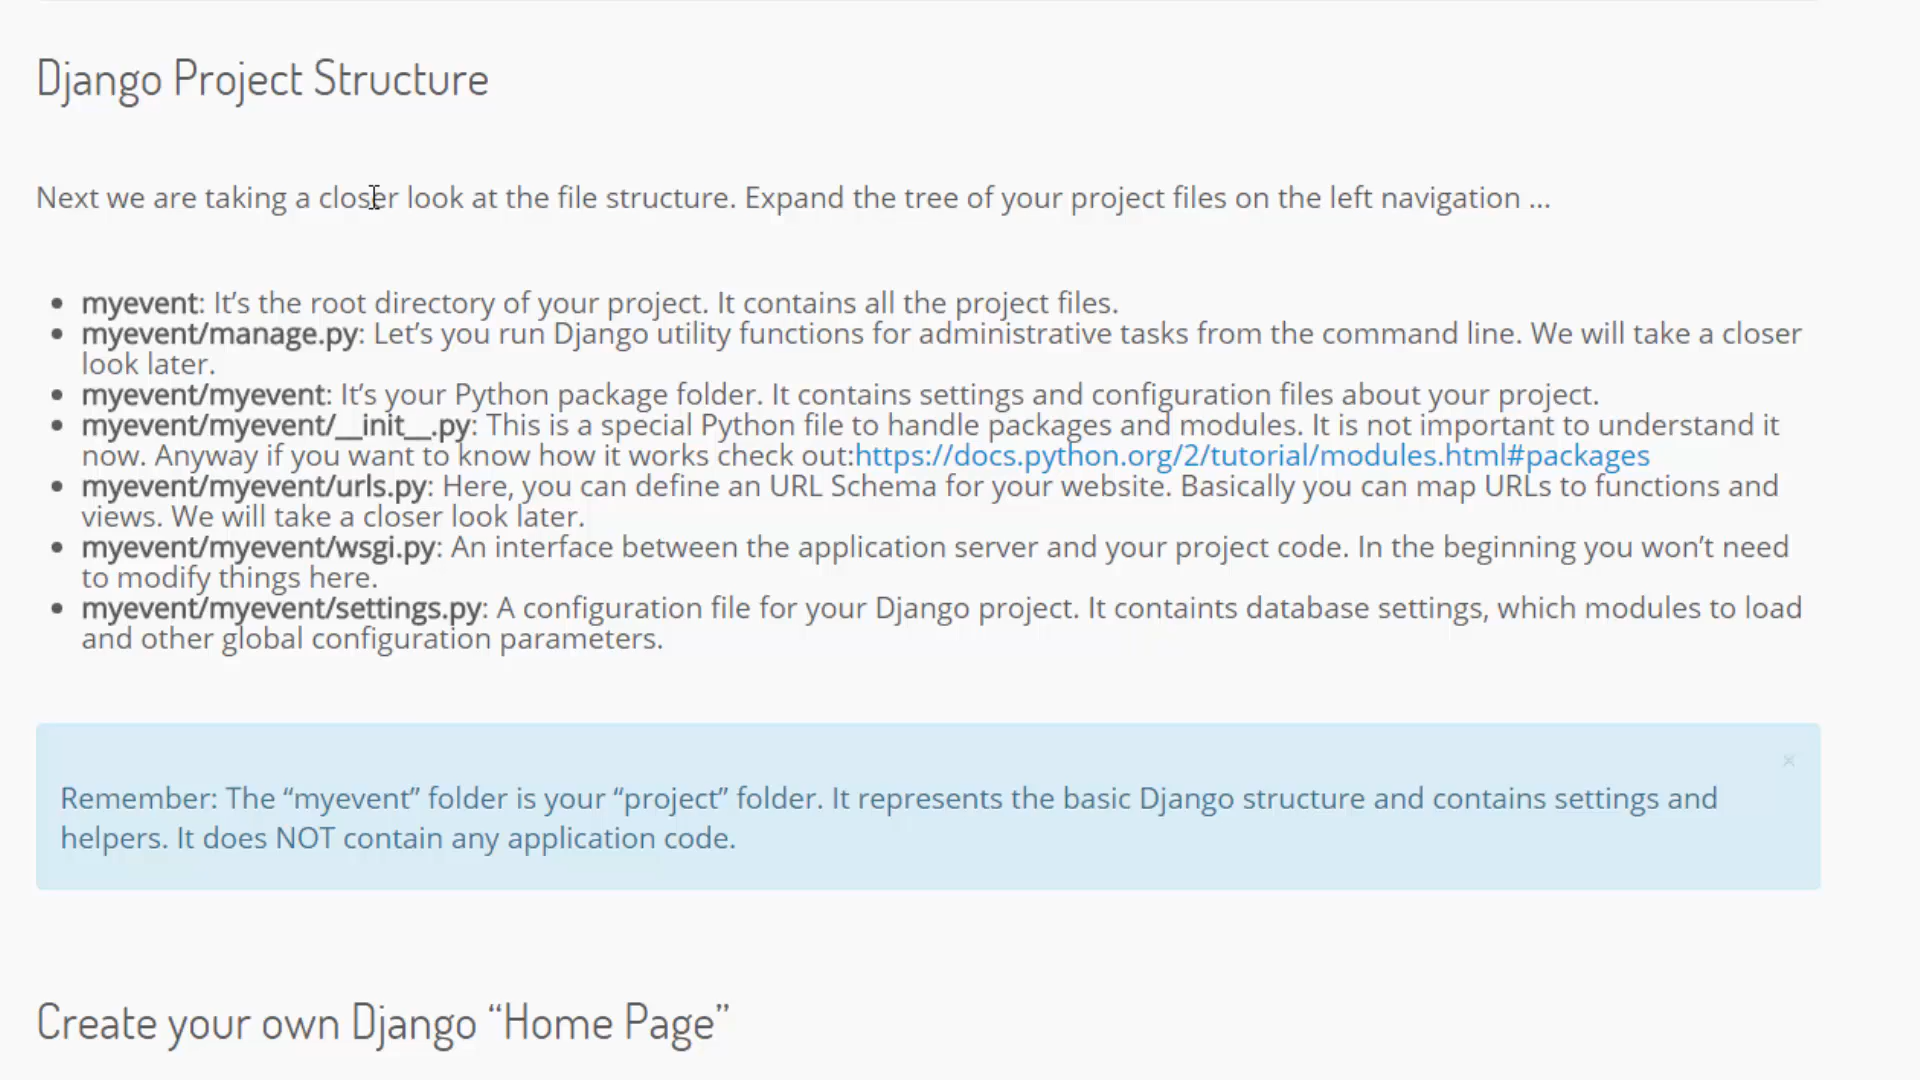 Django Project Structure
Next we are taking a closer look at the file structure. Expand the tree of your project files on the left navigation ...
• myevent: It’s the root directory of your project. It contains all the project files.
• myevent/manage.py: Let’s you run Django utility functions for administrative tasks from the command line. We will take a closer
look later.
• myevent/myevent: It’s your Python package folder. It contains settings and configuration files about your project.
• myevent/myevent/__init__.py: This is a special Python file to handle packages and modules. It is not important to understand it
now. Anyway if you want to know how it works check out:https://docs.python.org/2/tutorial/modules.html#packages
• myevent/myevent/urls.py: Here, you can define an URL Schema for your website. Basically you can map URLs to functions and
views. We will take a closer look later.
• myevent/myevent/wsgi.py: An interface between the application server and your project code. In the beginning you won’t need
to modify things here.
• myevent/myevent/settings.py: A configuration file for your Django project. It containts database settings, which modules to load
and other global configuration parameters.
×
Remember: The “myevent” folder is your “project” folder. It represents the basic Django structure and contains settings and
helpers. It does NOT contain any application code.
Create your own Django “Home Page”